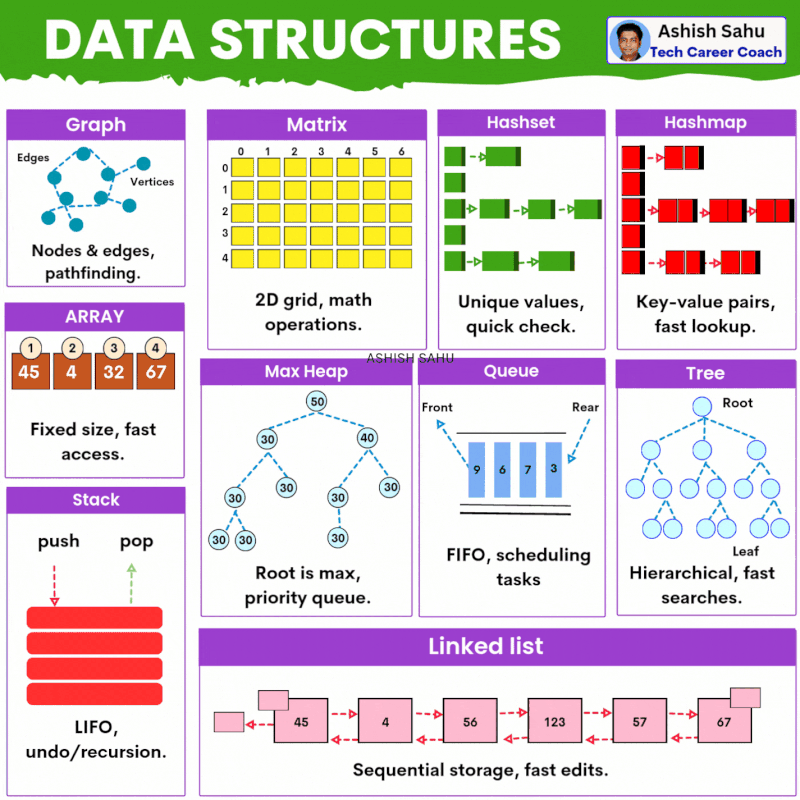 DATA STRUCTURES
Ashish Sahu
Tech Career Coach
Graph
Edges
Vertices
Nodes & edges,
pathfinding.
Matrix
0 1 2 3 4 5 6
0
1
2
3
4
2D grid, math
operations.
Hashset
Unique values,
quick check.
Hashmap
Key-value pairs,
fast lookup.
ARRAY
1 2 3 4
45 4 32 67
Fixed size, fast
access.
ASHISH SAHU
Max Heap
50
30 40
30 30 30 30
30 30 30
Root is max,
priority queue.
Queue
Front Rear
9 6 7 3
FIFO, scheduling
tasks
Tree
Root
Leaf
Hierarchical, fast
searches.
Stack
push pop
LIFO,
undo/recursion.
Linked list
45 4 56 123 57 67
Sequential storage, fast edits.